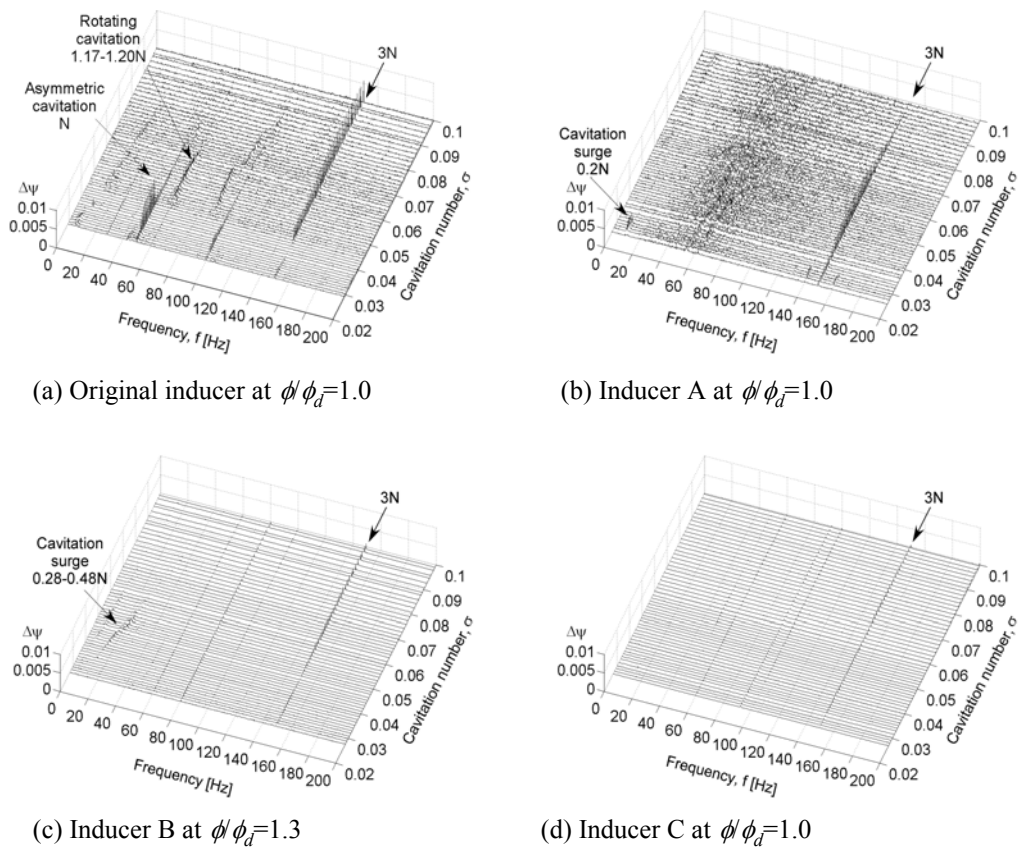 Rotating
cavitation
1.17-1.20N
3N
Asymmetric
cavitation
N
Δψ
0.01
0.005
0
0 20 40 60 80 100 120 140 160 180 200
Frequency, f [Hz]
0.02 0.03 0.04 0.05 0.06 0.07 0.08 0.09 0.1
Cavitation number, σ
(a) Original inducer at ϕ/ϕd=1.0
3N
Cavitation
surge
0.2N
Δψ
0.01
0.005
0
0 20 40 60 80 100 120 140 160 180 200
Frequency, f [Hz]
0.02 0.03 0.04 0.05 0.06 0.07 0.08 0.09 0.1
Cavitation number, σ
(b) Inducer A at ϕ/ϕd=1.0
3N
Cavitation
surge
0.28-0.48N
Δψ
0.01
0.005
0
0 20 40 60 80 100 120 140 160 180 200
Frequency [Hz]
0.02 0.03 0.04 0.05 0.06 0.07 0.08 0.09 0.1
Cavitation number, σ
(c) Inducer B at ϕ/ϕd=1.3
3N
Δψ
0.01
0.005
0
0 20 40 60 80 100 120 140 160 180 200
Frequency, f [Hz]
0.02 0.03 0.04 0.05 0.06 0.07 0.08 0.09 0.1
Cavitation number, σ
(d) Inducer C at ϕ/ϕd=1.0